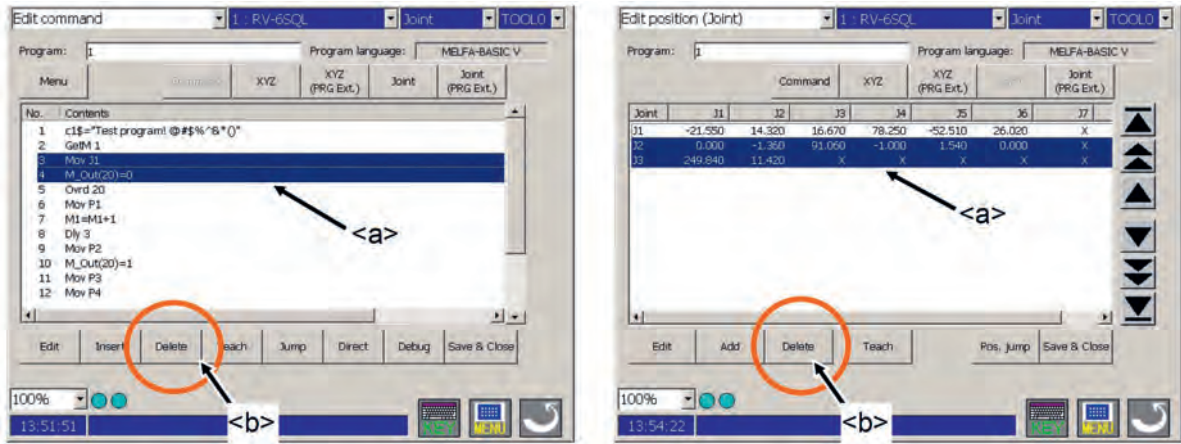 Edit command 1 : RV-6SQL Joint TOOL0
Program: 1 Program language: MELFA-BASIC V
Menu Command XYZ XYZ (PRG Ext.) Joint Joint (PRG Ext.)
No. Contents
1 c1$="Test program! @#$%^&*()"
2 GetM 1
3 Mov J1
4 M_Out(20)=0
5 Ovrd 20
6 Mov P1
7 M1=M1+1
8 Dly 3
9 Mov P2
10 M_Out(20)=1
11 Mov P3
12 Mov P4
<a>
Edit Insert Delete Teach Jump Direct Debug Save & Close
100%
<b>
13:51:51 KEY MENU
Edit position (Joint) 1 : RV-6SQL Joint TOOL0
Program: 1 Program language: MELFA-BASIC V
Command XYZ XYZ (PRG Ext.) Joint Joint (PRG Ext.)
Joint J1 J2 J3 J4 J5 J6 J7
J1 -21.550 14.320 16.670 78.250 -52.510 26.020 X
J2 0.000 -1.360 91.060 -1.000 1.540 0.000 X
J3 249.840 11.420 X X X X X
<a>
Edit Add Delete Teach Pos. jump Save & Close
100%
<b>
13:54:22 KEY MENU